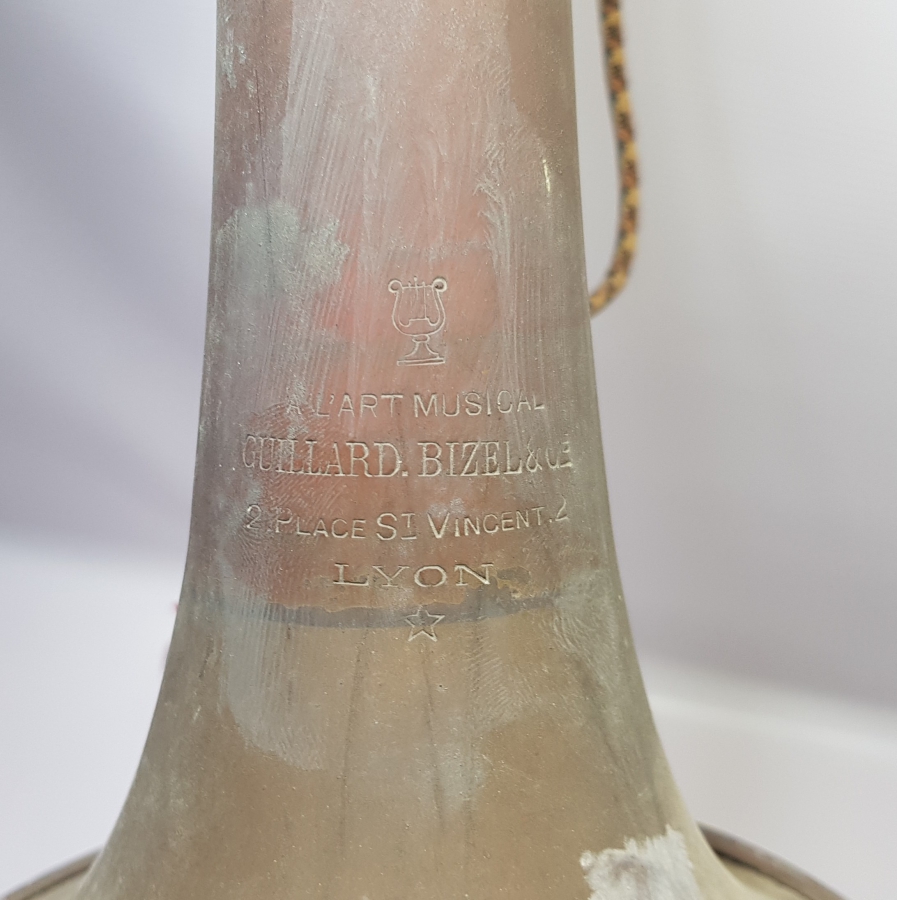 A L'ART MUSICAL
GUILLARD. BIZEL & CIE
2. PLACE ST VINCENT. 2
LYON